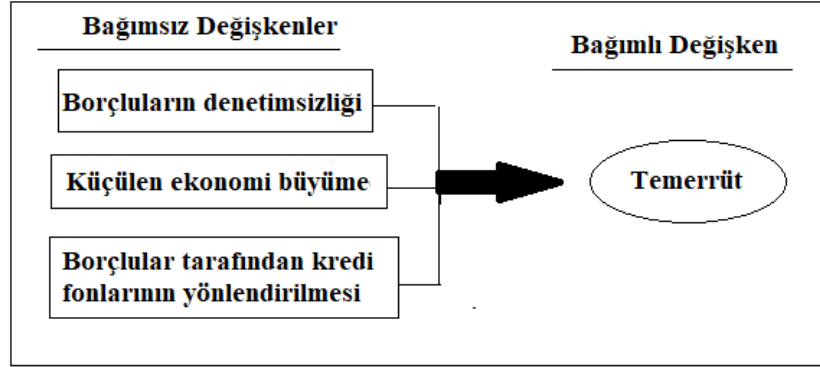 Bağımsız Değişkenler
Bağımlı Değişken
Borçluların denetimsizliği
Küçülen ekonomi büyüme
Temerrüt
Borçlular tarafından kredi
fonlarının yönlendirilmesi